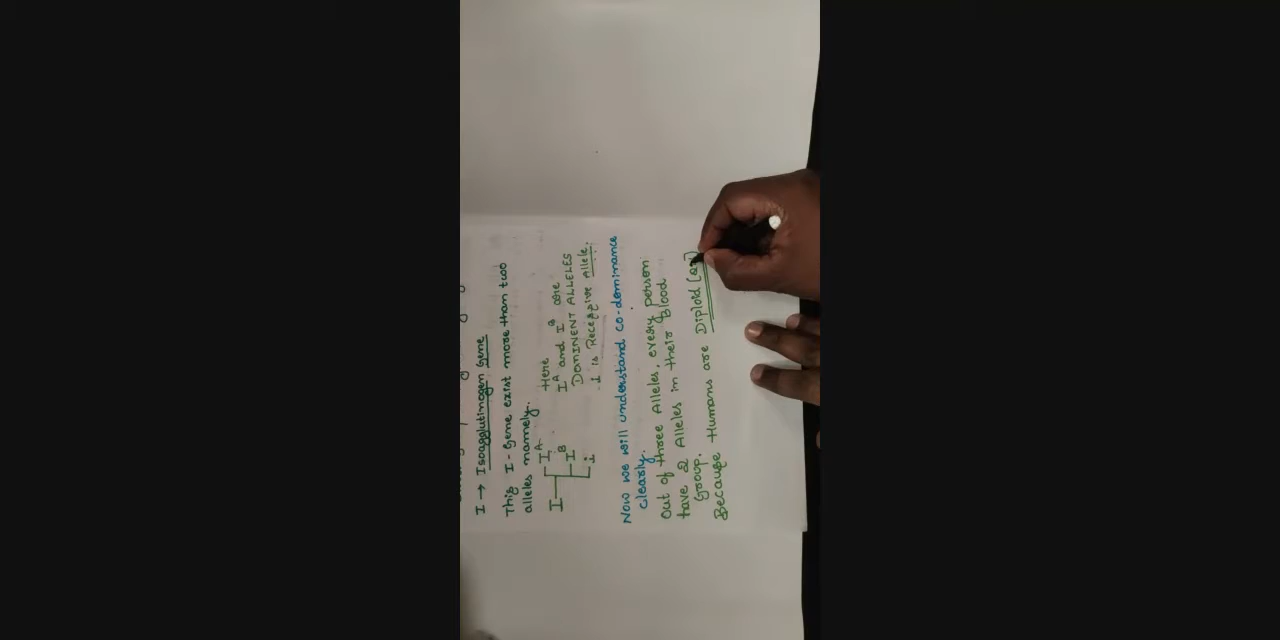 I → Isoagglutinogen Gene
This I - Gene exist more than two
alleles namely.
I I^A I^B i
Here
I^A and I^B are
DOMINENT ALLELES
i is Recessive Allele.
Now we will understand co-dominance
clearly.
Out of three Alleles, every person
have 2 Alleles in their Blood
Group.
Because Humans are Diploid (2n)